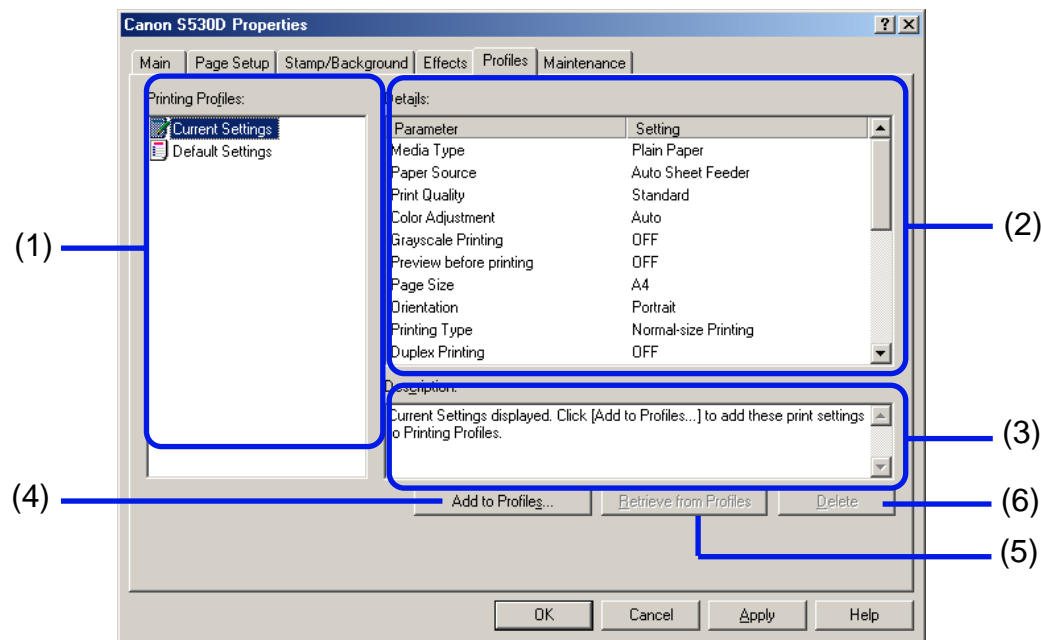 Canon S530D Properties
Main Page Setup Stamp/Background Effects Profiles Maintenance
Printing Profiles:
Current Settings
Default Settings
Details:
Parameter Setting
Media Type Plain Paper
Paper Source Auto Sheet Feeder
Print Quality Standard
Color Adjustment Auto
Grayscale Printing OFF
Preview before printing OFF
Page Size A4
Orientation Portrait
Printing Type Normal-size Printing
Duplex Printing OFF
Description:
Current Settings displayed. Click [Add to Profiles...] to add these print settings
to Printing Profiles.
Add to Profiles... Retrieve from Profiles Delete
OK Cancel Apply Help
(1)
(2)
(3)
(4)
(6)
(5)